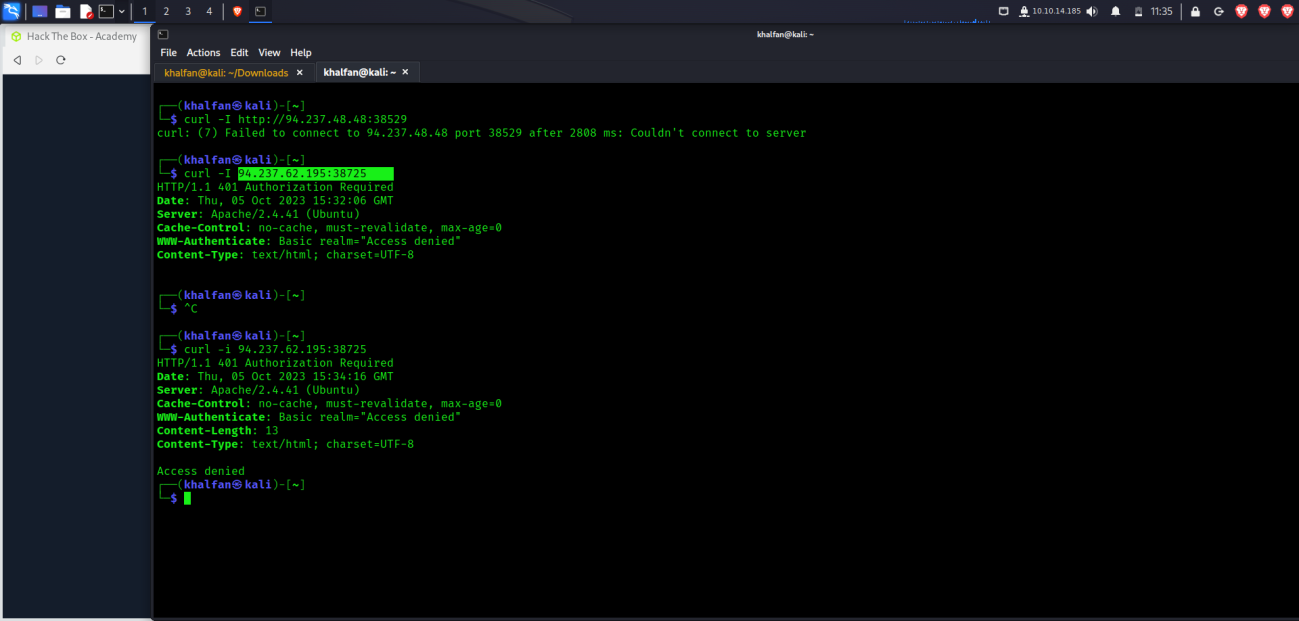 1 2 3 4 10.10.14.185 11:35
Hack The Box - Academy
khalfan@kali: ~
File Actions Edit View Help
khalfan@kali: ~/Downloads × khalfan@kali: ~ ×
┌──(khalfan㉿kali)-[~]
└─$ curl -I http://94.237.48.48:38529
curl: (7) Failed to connect to 94.237.48.48 port 38529 after 2808 ms: Couldn't connect to server
┌──(khalfan㉿kali)-[~]
└─$ curl -I 94.237.62.195:38725
HTTP/1.1 401 Authorization Required
Date: Thu, 05 Oct 2023 15:32:06 GMT
Server: Apache/2.4.41 (Ubuntu)
Cache-Control: no-cache, must-revalidate, max-age=0
WWW-Authenticate: Basic realm="Access denied"
Content-Type: text/html; charset=UTF-8
┌──(khalfan㉿kali)-[~]
└─$ ^C
┌──(khalfan㉿kali)-[~]
└─$ curl -i 94.237.62.195:38725
HTTP/1.1 401 Authorization Required
Date: Thu, 05 Oct 2023 15:34:16 GMT
Server: Apache/2.4.41 (Ubuntu)
Cache-Control: no-cache, must-revalidate, max-age=0
WWW-Authenticate: Basic realm="Access denied"
Content-Length: 13
Content-Type: text/html; charset=UTF-8
Access denied
┌──(khalfan㉿kali)-[~]
└─$